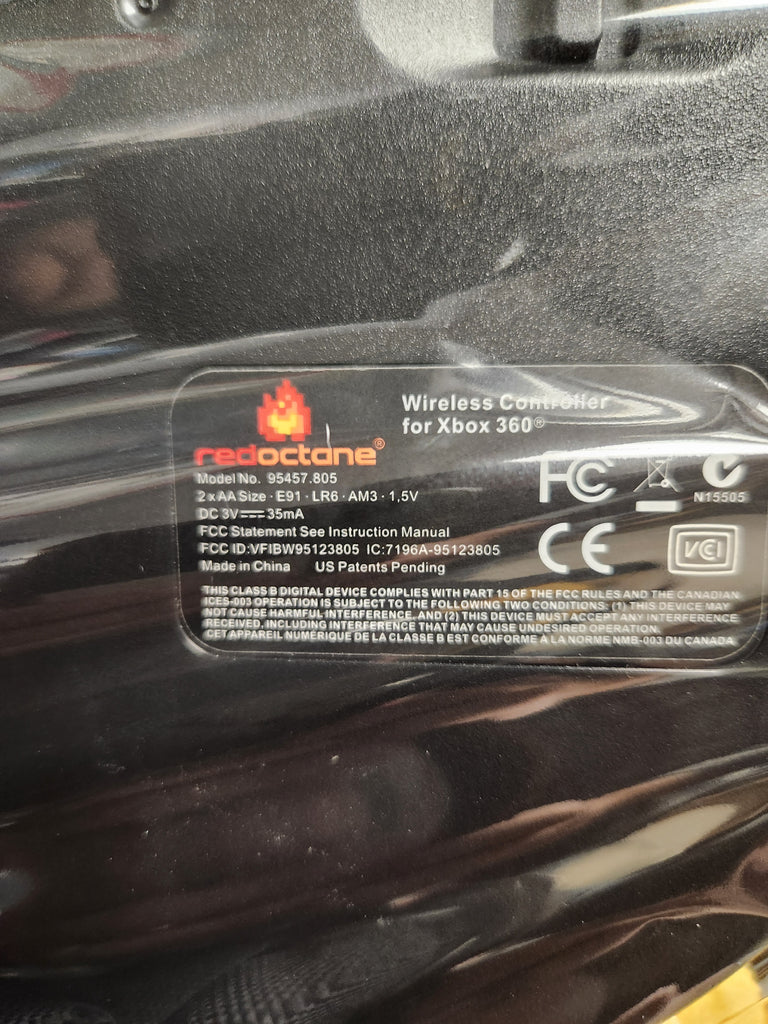 Wireless Controller
for Xbox 360®
redoctane®
Model No. 95457.805
2 x AA Size · E91 · LR6 · AM3 · 1,5V
DC 3V 35mA
FCC Statement See Instruction Manual
FCC ID:VFIBW95123805 IC:7196A-95123805
Made in China US Patents Pending
FC
N15505
CE
VCI
THIS CLASS B DIGITAL DEVICE COMPLIES WITH PART 15 OF THE FCC RULES AND THE CANADIAN
ICES-003 OPERATION IS SUBJECT TO THE FOLLOWING TWO CONDITIONS: (1) THIS DEVICE MAY
NOT CAUSE HARMFUL INTERFERENCE, AND (2) THIS DEVICE MUST ACCEPT ANY INTERFERENCE
RECEIVED, INCLUDING INTERFERENCE THAT MAY CAUSE UNDESIRED OPERATION
CET APPAREIL NUMÉRIQUE DE LA CLASSE B EST CONFORME À LA NORME NMB-003 DU CANADA